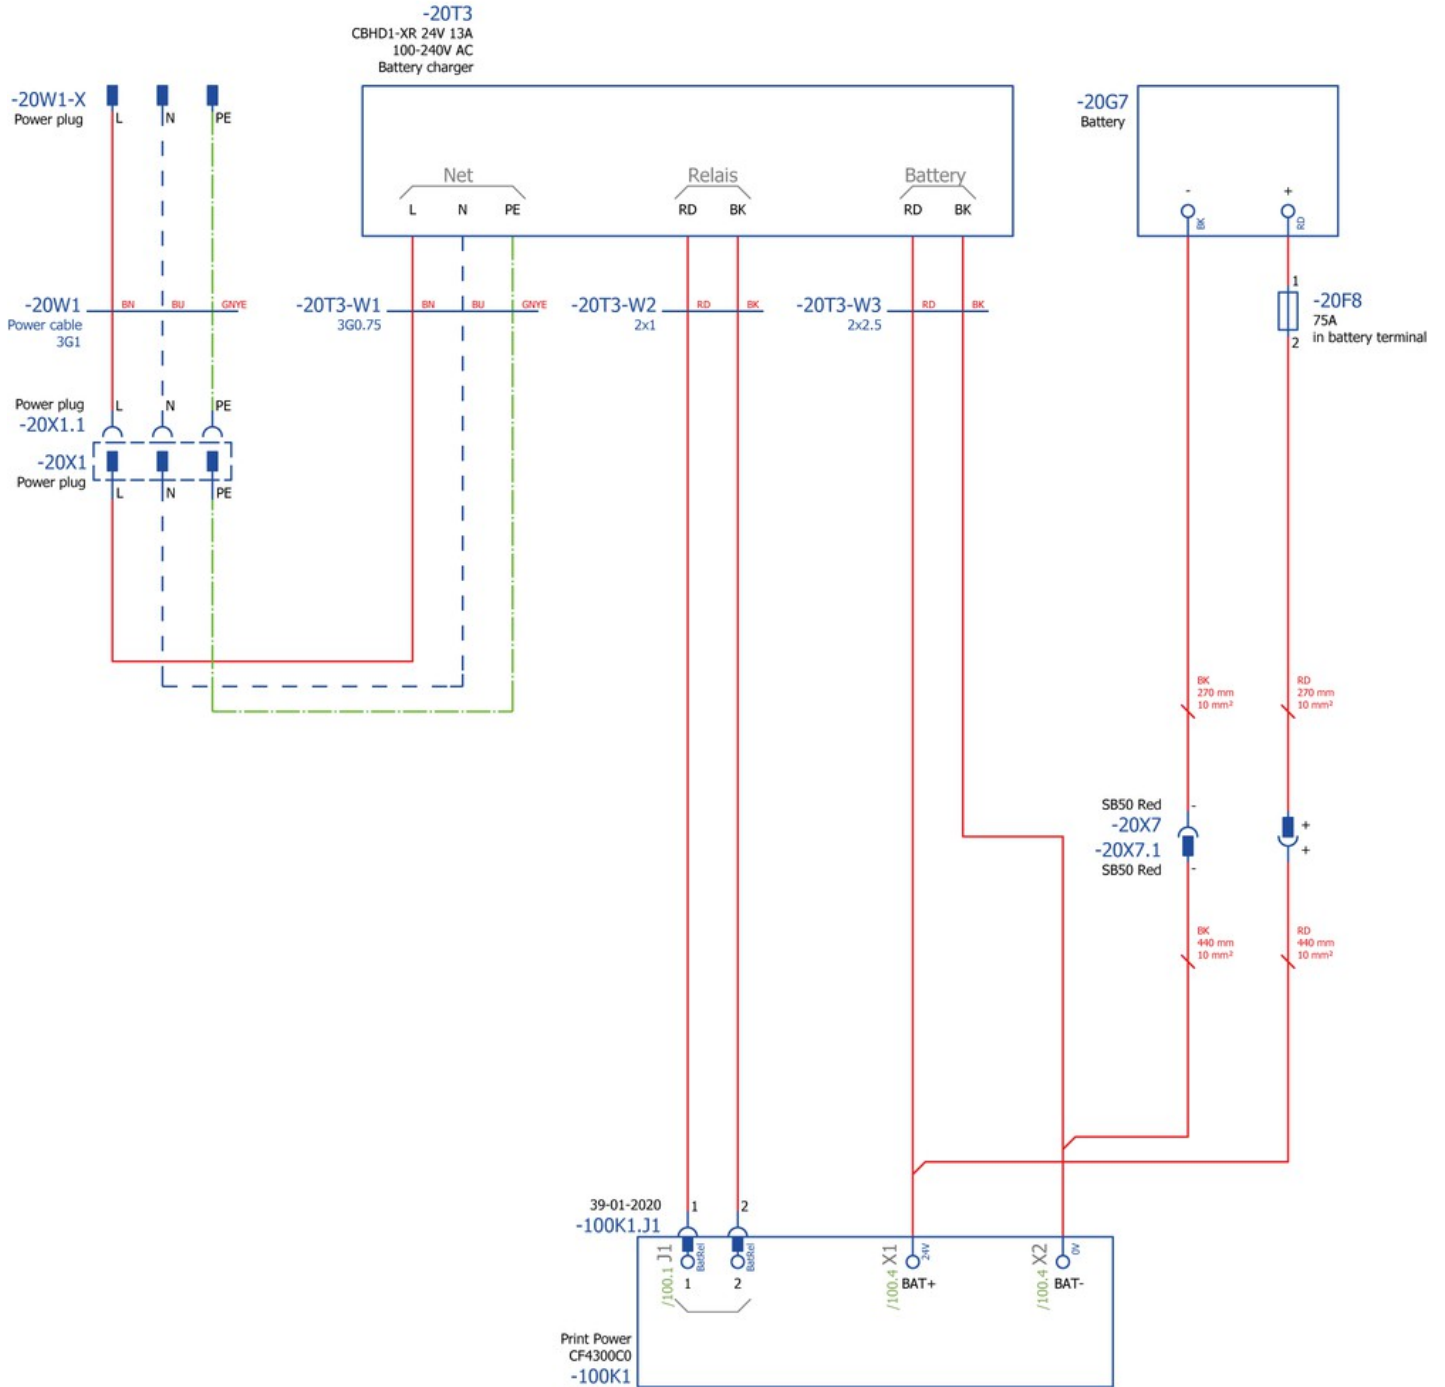 -20T3
CBHD1-XR 24V 13A
100-240V AC
Battery charger
-20W1-X
Power plug
L
N
PE
Net
L
N
PE
Relais
RD
BK
Battery
RD
BK
-20G7
Battery
-
BK
+
RD
-20W1
Power cable
3G1
BN
BU
GNYE
-20T3-W1
3G0.75
BN
BU
GNYE
-20T3-W2
2x1
RD
BK
-20T3-W3
2x2.5
RD
BK
1
2
-20F8
75A
in battery terminal
Power plug
-20X1.1
L
N
PE
-20X1
Power plug
L
N
PE
BK
270 mm
10 mm²
RD
270 mm
10 mm²
SB50 Red
-20X7
-20X7.1
SB50 Red
-
-
+
+
BK
440 mm
10 mm²
RD
440 mm
10 mm²
39-01-2020
-100K1.J1
1
2
J1
/100.1
BatRel
1
BatRel
2
X1
/100.4
24V
BAT+
X2
/100.4
0V
BAT-
Print Power
CF4300C0
-100K1